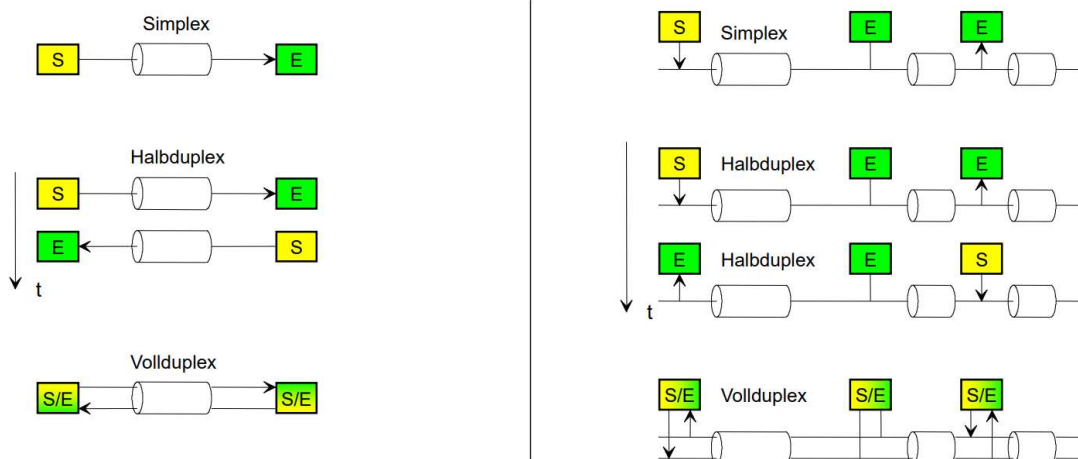 Simplex
S E
Halbduplex
S E
E S
t
Vollduplex
S/E S/E
S Simplex E E
S Halbduplex E E
E Halbduplex E S
t
S/E Vollduplex S/E S/E